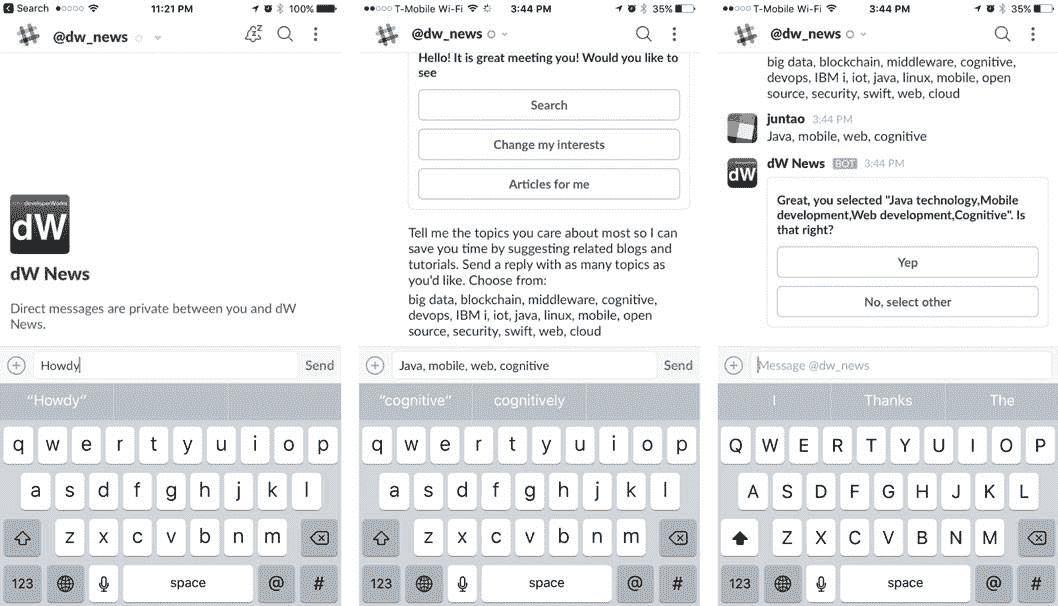 Search 11:21 PM 100%
@dw_news
developerWorks
dW
dW News
Direct messages are private between you and dW
News.
Howdy Send
“Howdy”
q w e r t y u i o p
a s d f g h j k l
z x c v b n m
123 space @ #
T-Mobile Wi-Fi 3:44 PM 35%
@dw_news
Hello! It is great meeting you! Would you like to
see
Search
Change my interests
Articles for me
Tell me the topics you care about most so I can
save you time by suggesting related blogs and
tutorials. Send a reply with as many topics as
you'd like. Choose from:
big data, blockchain, middleware, cognitive,
devops, IBM i, iot, java, linux, mobile, open
source, security, swift, web, cloud
Java, mobile, web, cognitive Send
“cognitive” cognitively
q w e r t y u i o p
a s d f g h j k l
z x c v b n m
123 space @ #
T-Mobile Wi-Fi 3:44 PM 35%
@dw_news
big data, blockchain, middleware, cognitive,
devops, IBM i, iot, java, linux, mobile, open
source, security, swift, web, cloud
juntao 3:44 PM
Java, mobile, web, cognitive
dW
dW News BOT 3:44 PM
Great, you selected "Java technology,Mobile
development,Web development,Cognitive". Is
that right?
Yep
No, select other
Message @dw_news
I Thanks The
Q W E R T Y U I O P
A S D F G H J K L
Z X C V B N M
123 space @ #